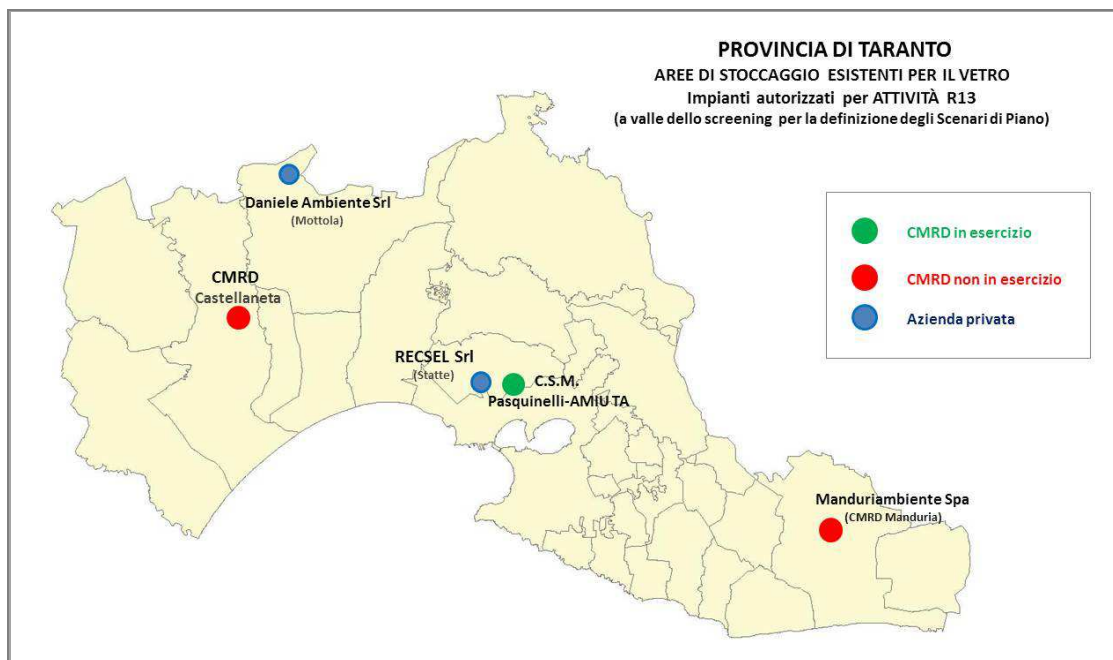 PROVINCIA DI TARANTO
AREE DI STOCCAGGIO ESISTENTI PER IL VETRO
Impianti autorizzati per ATTIVITÀ R13
(a valle dello screening per la definizione degli Scenari di Piano)
Daniele Ambiente Srl
(Mottola)
CMRD
Castellaneta
RECSEL Srl
(Statte)
C.S.M.
Pasquinelli-AMIU TA
Manduriambiente Spa
(CMRD Manduria)
CMRD in esercizio
CMRD non in esercizio
Azienda privata